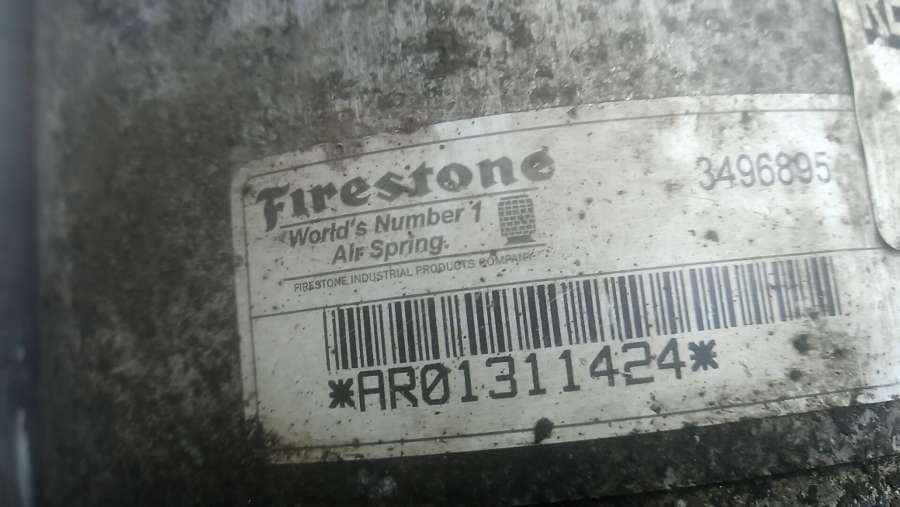 Firestone
3496895
World's Number 1
Air Spring.
FIRESTONE INDUSTRIAL PRODUCTS COMPANY
*AR01311424*